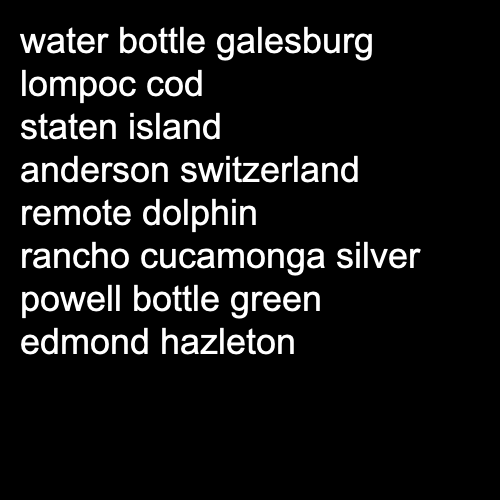 water bottle galesburg
lompoc cod
staten island
anderson switzerland
remote dolphin
rancho cucamonga silver
powell bottle green
edmond hazleton